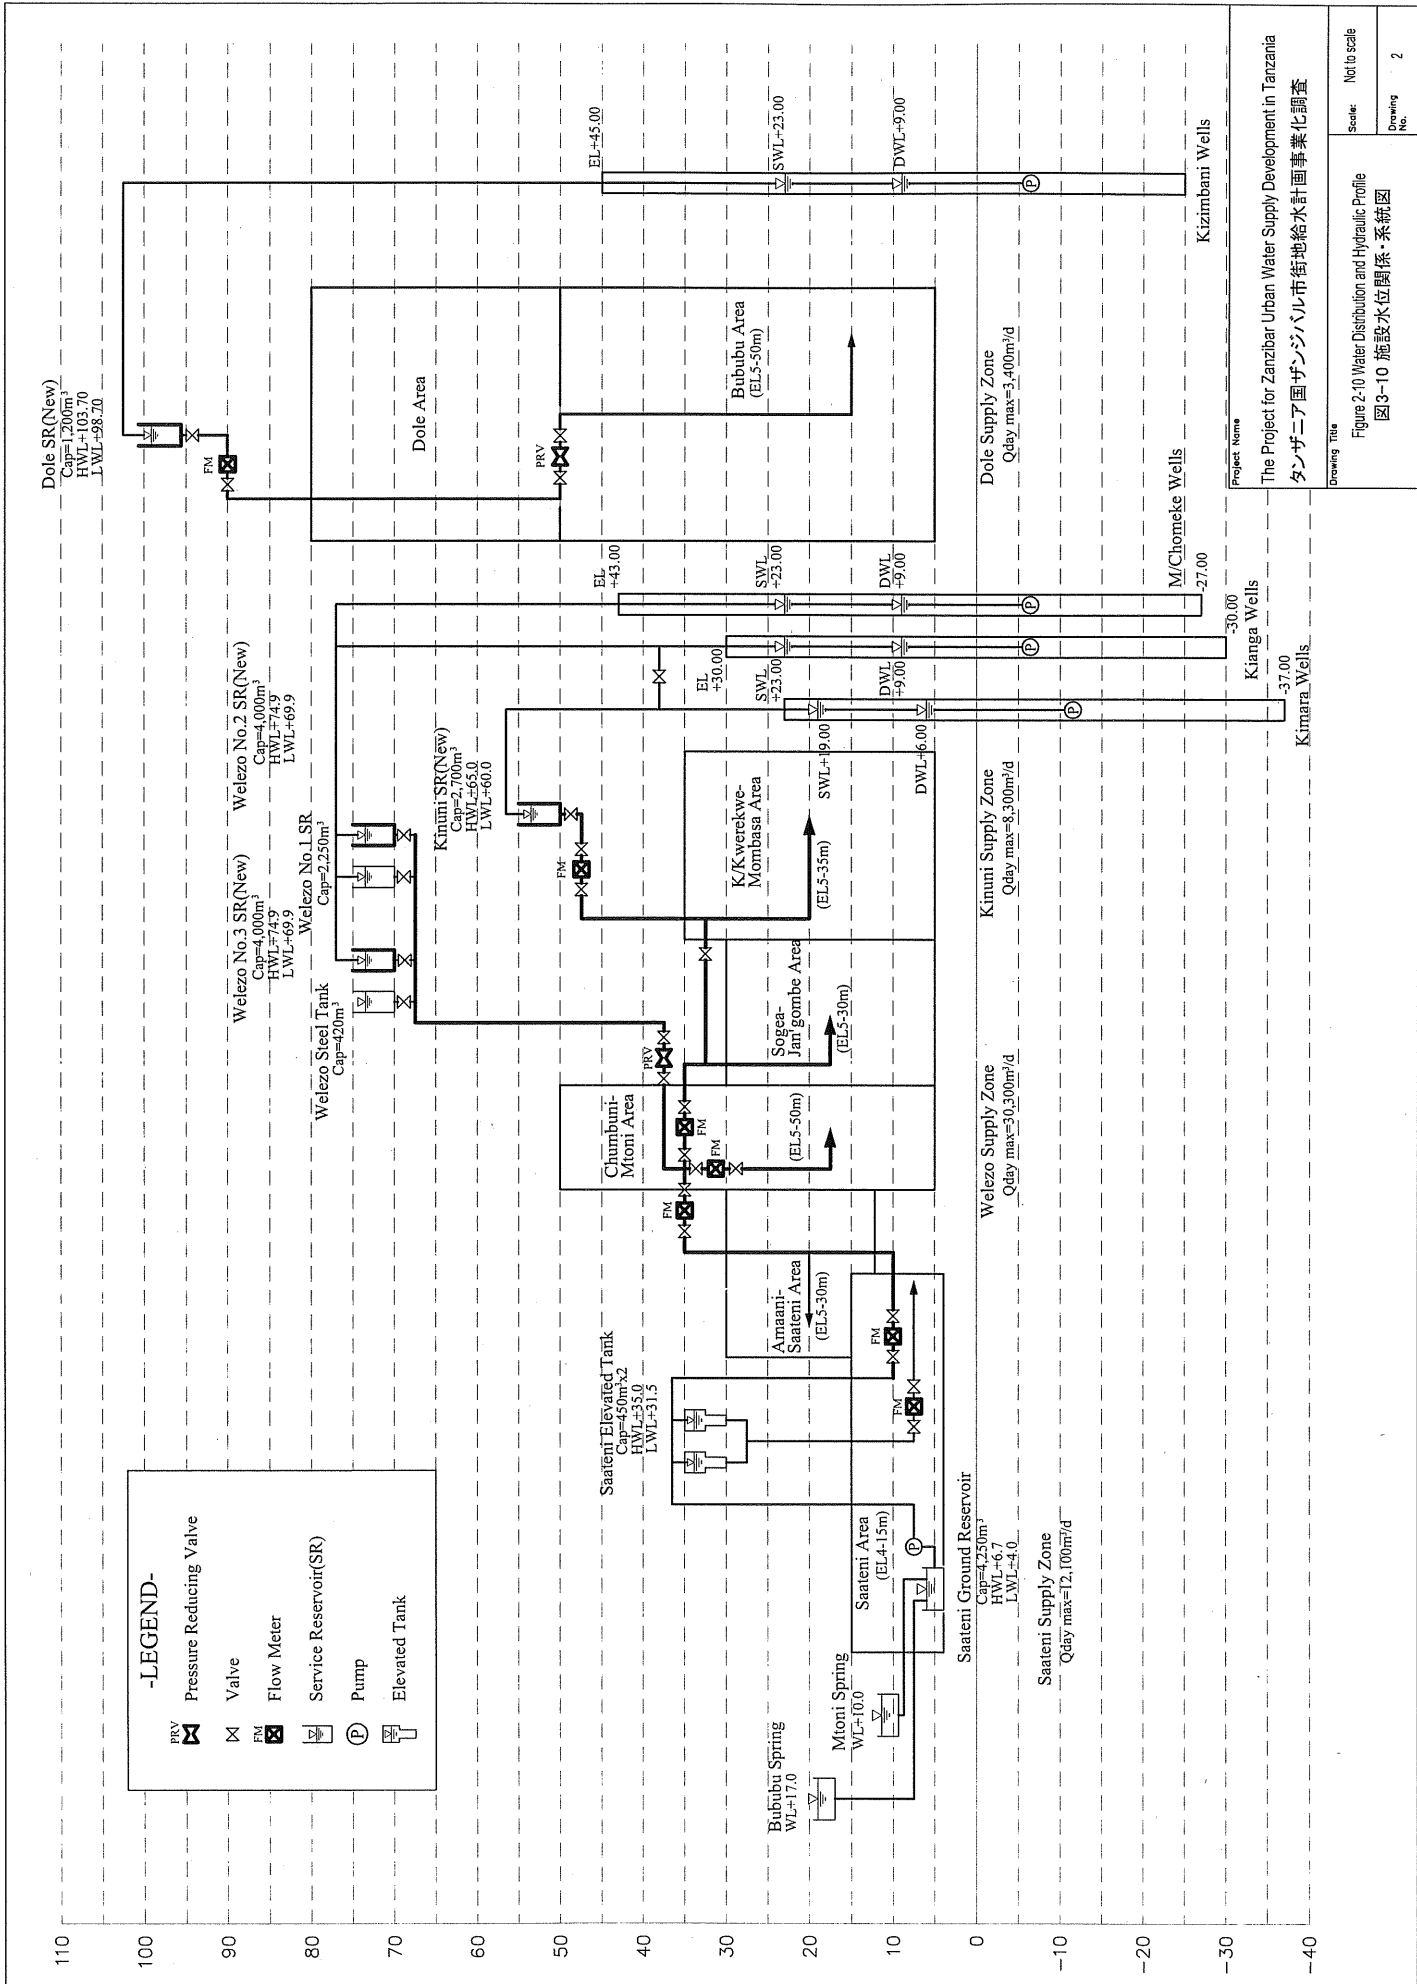 110
100
90
80
70
60
50
40
30
20
10
0
-10
-20
-30
-40
-LEGEND-
PRV
Pressure Reducing Valve
Valve
FM
Flow Meter
Service Reservoir(SR)
P
Pump
Elevated Tank
Bububu Spring
WL+17.0
Mtoni Spring
WL+10.0
Saateni Area
(EL4-15m)
P
Saateni Ground Reservoir
Cap=4,250m³
HWL+6.7
LWL+4.0
Saateni Supply Zone
Qday max=12,100m³/d
Saateni Elevated Tank
Cap=450m³x2
HWL+35.0
LWL+31.5
FM
FM
Amaani-
Saateni Area
(EL5-30m)
FM
Chumbuni-
Mtoni Area
FM
FM
(EL5-50m)
PRV
Welezo Supply Zone
Qday max=30,300m³/d
Sogea-
Jan'gombe Area
(EL5-30m)
Welezo Steel Tank
Cap=420m³
Welezo No.3 SR(New)
Cap=4,000m³
HWL+74.9
LWL+69.9
Welezo No.1 SR
Cap=2,250m³
Welezo No.2 SR(New)
Cap=4,000m³
HWL+74.9
LWL+69.9
Kinuni SR(New)
Cap=2,700m³
HWL+65.0
LWL+60.0
FM
K/Kwerekwe-
Mombasa Area
(EL5-35m)
Kinuni Supply Zone
Qday max=8,300m³/d
SWL+19.00
DWL+6.00
P
-37.00
Kimara Wells
EL
+30.00
SWL
+23.00
DWL
+9.00
P
-30.00
Kianga Wells
EL
+43.00
SWL
+23.00
DWL
+9.00
P
-27.00
M/Chomeke Wells
Dole SR(New)
Cap=1,200m³
HWL+103.70
LWL+98.70
FM
Dole Area
PRV
Bububu Area
(EL5-50m)
Dole Supply Zone
Qday max=3,400m³/d
EL+45.00
SWL+23.00
DWL+9.00
P
Kizimbani Wells
Project Name
The Project for Zanzibar Urban Water Supply Development in Tanzania
タンザニア国ザンジバル市街地給水計画事業化調査
Drawing Title
Figure 2-10 Water Distribution and Hydraulic Profile
図3-10 施設水位関係・系統図
Scale: Not to scale
Drawing No. 2